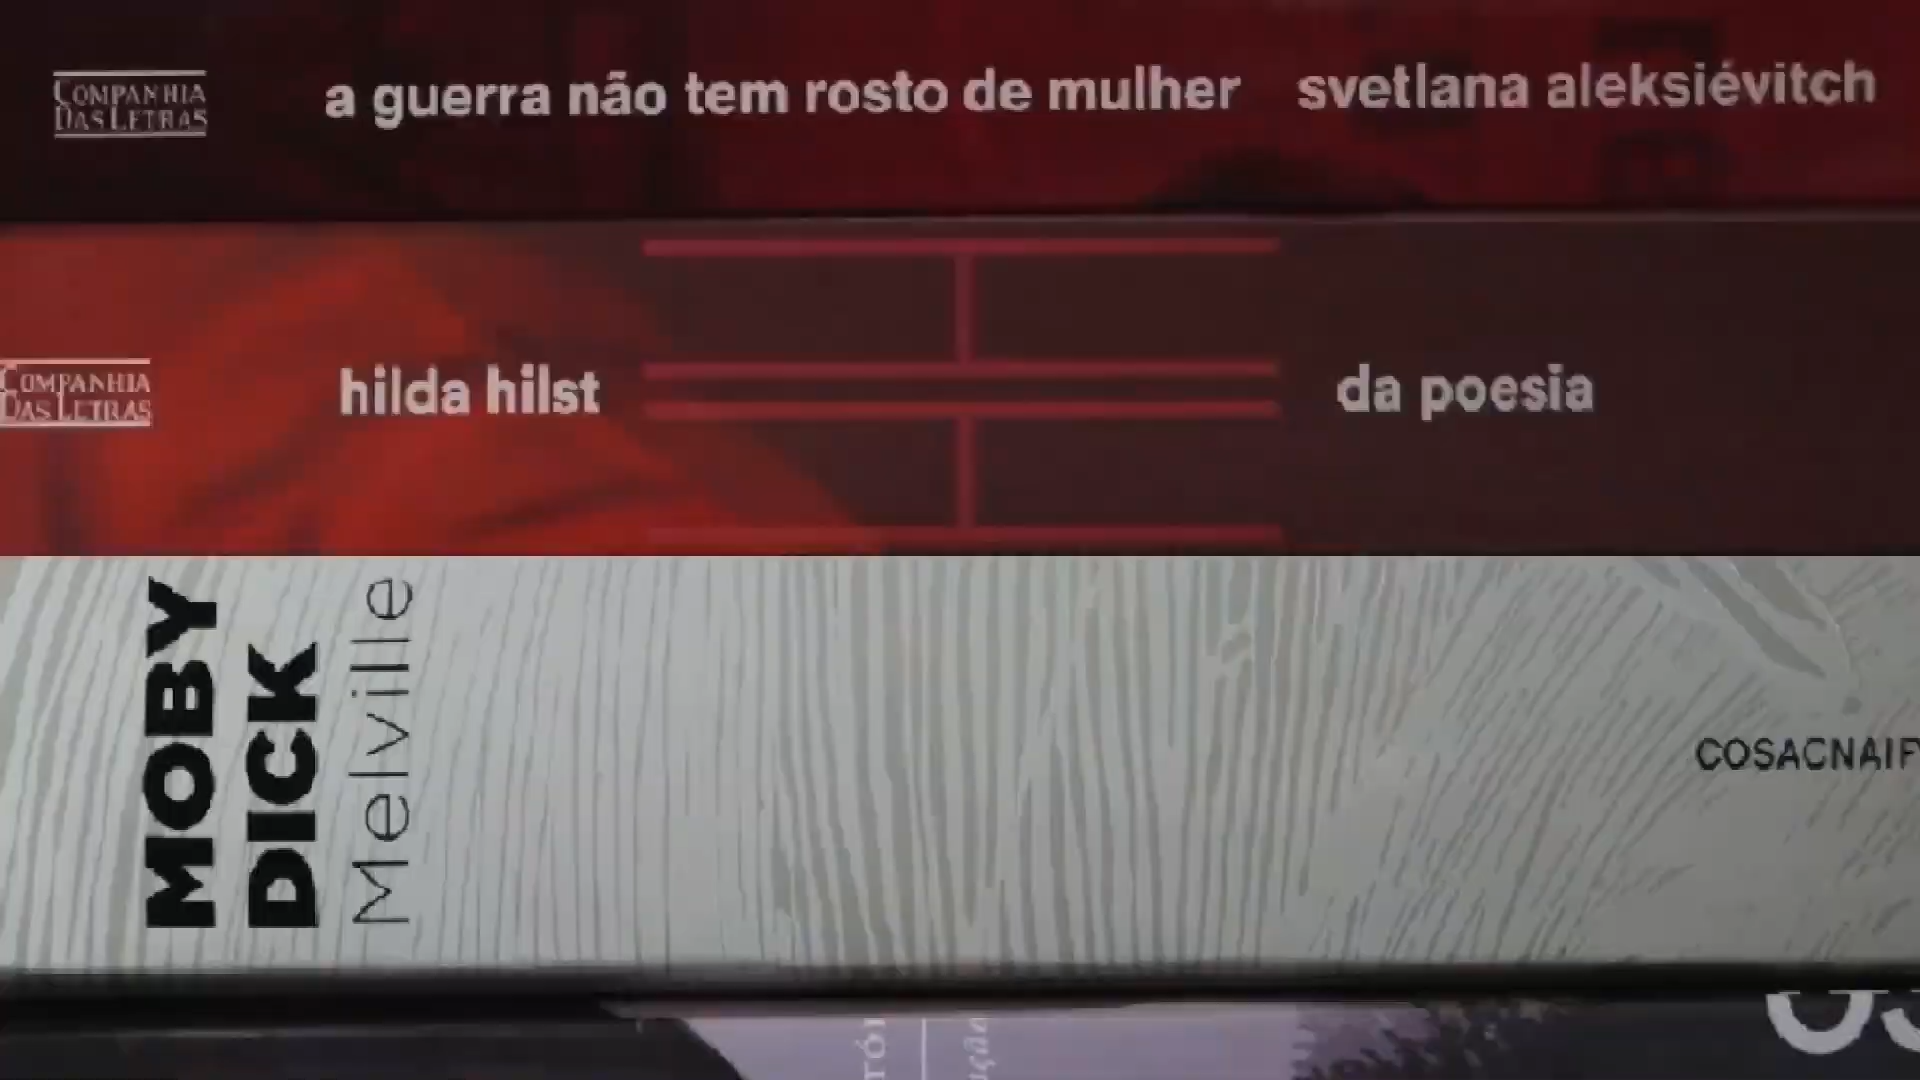 COMPANHIA
DAS LETRAS
a guerra não tem rosto de mulher svetlana aleksiévitch
COMPANHIA
DAS LETRAS
hilda hilst da poesia
MOBY
DICK
Melville
COSACNAIF